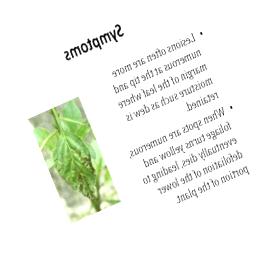 Symptoms
• Lesions often are more
numerous at the tip and
margin of the leaf where
moisture such as dew is
retained.
• When spots are numerous,
foliage turns yellow and
eventually dies, leading to
defoliation of the lower
portion of the plant.